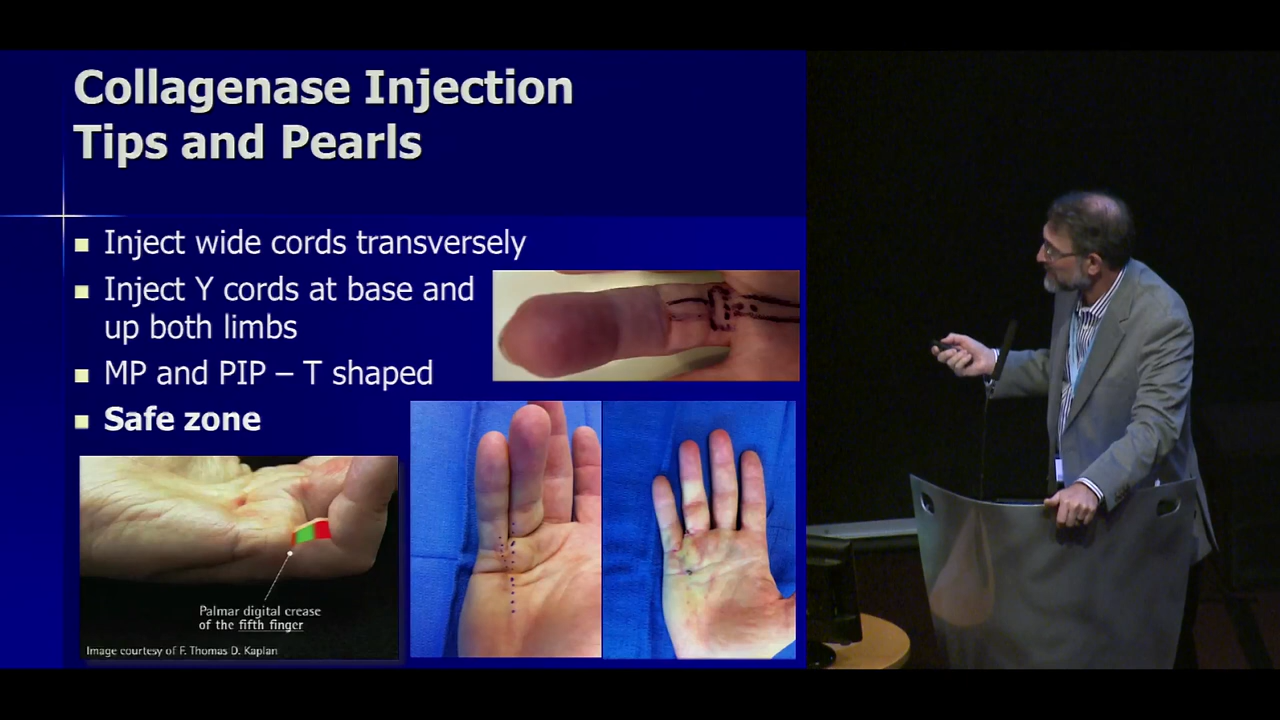 Collagenase Injection
Tips and Pearls
Inject wide cords transversely
Inject Y cords at base and
up both limbs
MP and PIP – T shaped
Safe zone
Palmar digital crease
of the fifth finger
Image courtesy of F. Thomas D. Kaplan